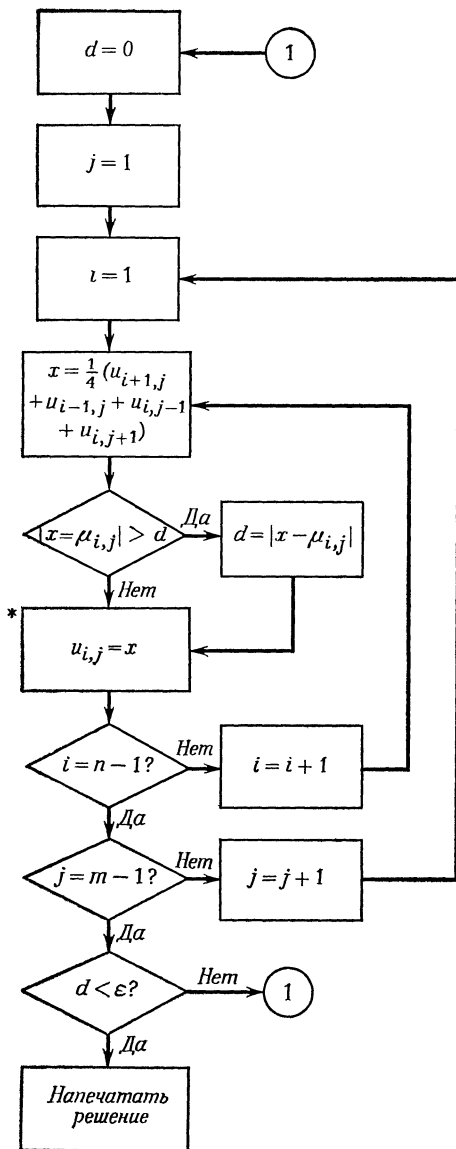 d = 0
1
j = 1
ι = 1
x = 1/4 (u_{i+1,j}
+ u_{i-1,j} + u_{i,j-1}
+ u_{i,j+1})
|x = μ_{i,j}| > d
Да
d = |x − μ_{i,j}|
Нет
*
u_{i,j} = x
i = n − 1?
Нет
i = i + 1
Да
j = m − 1?
Нет
j = j + 1
Да
d < ε?
Нет
1
Да
Напечатать
решение